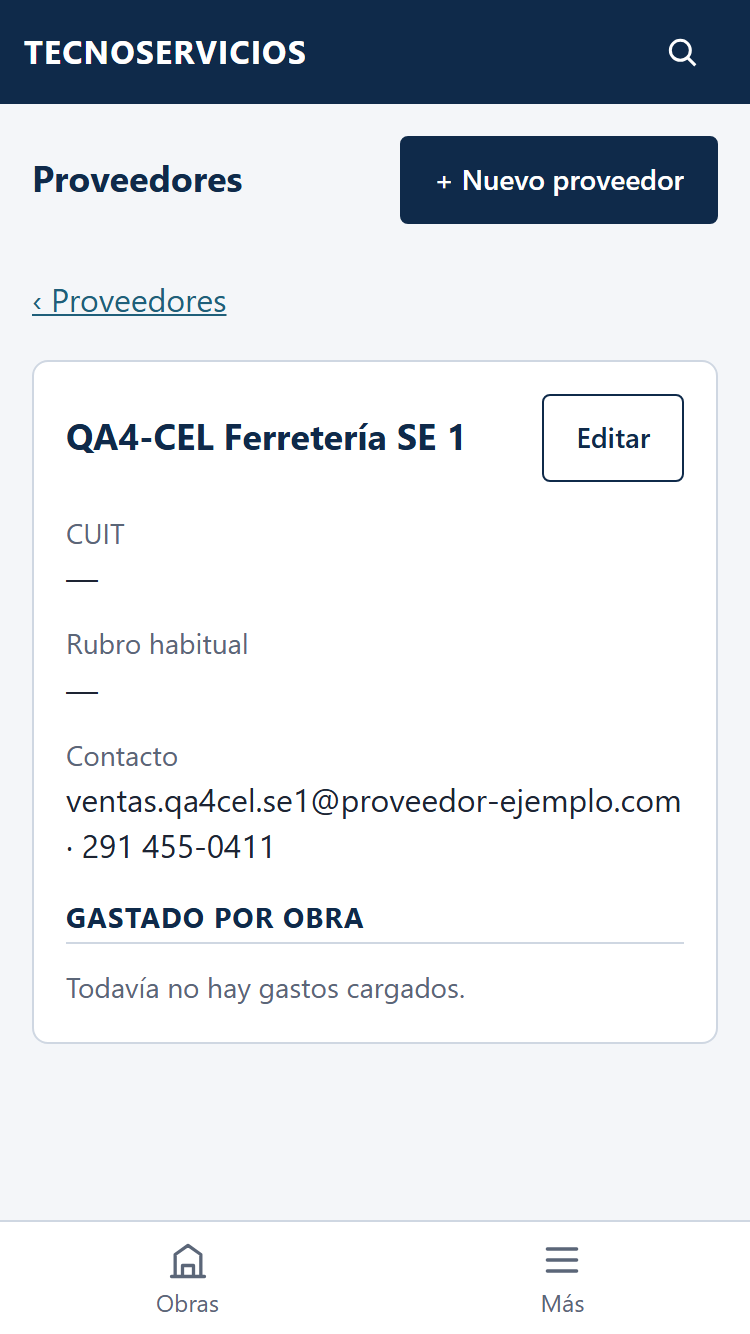 TECNOSERVICIOS
Proveedores
+ Nuevo proveedor
‹ Proveedores
QA4-CEL Ferretería SE 1
Editar
CUIT
—
Rubro habitual
—
Contacto
ventas.qa4cel.se1@proveedor-ejemplo.com
· 291 455-0411
GASTADO POR OBRA
Todavía no hay gastos cargados.
Obras
Más